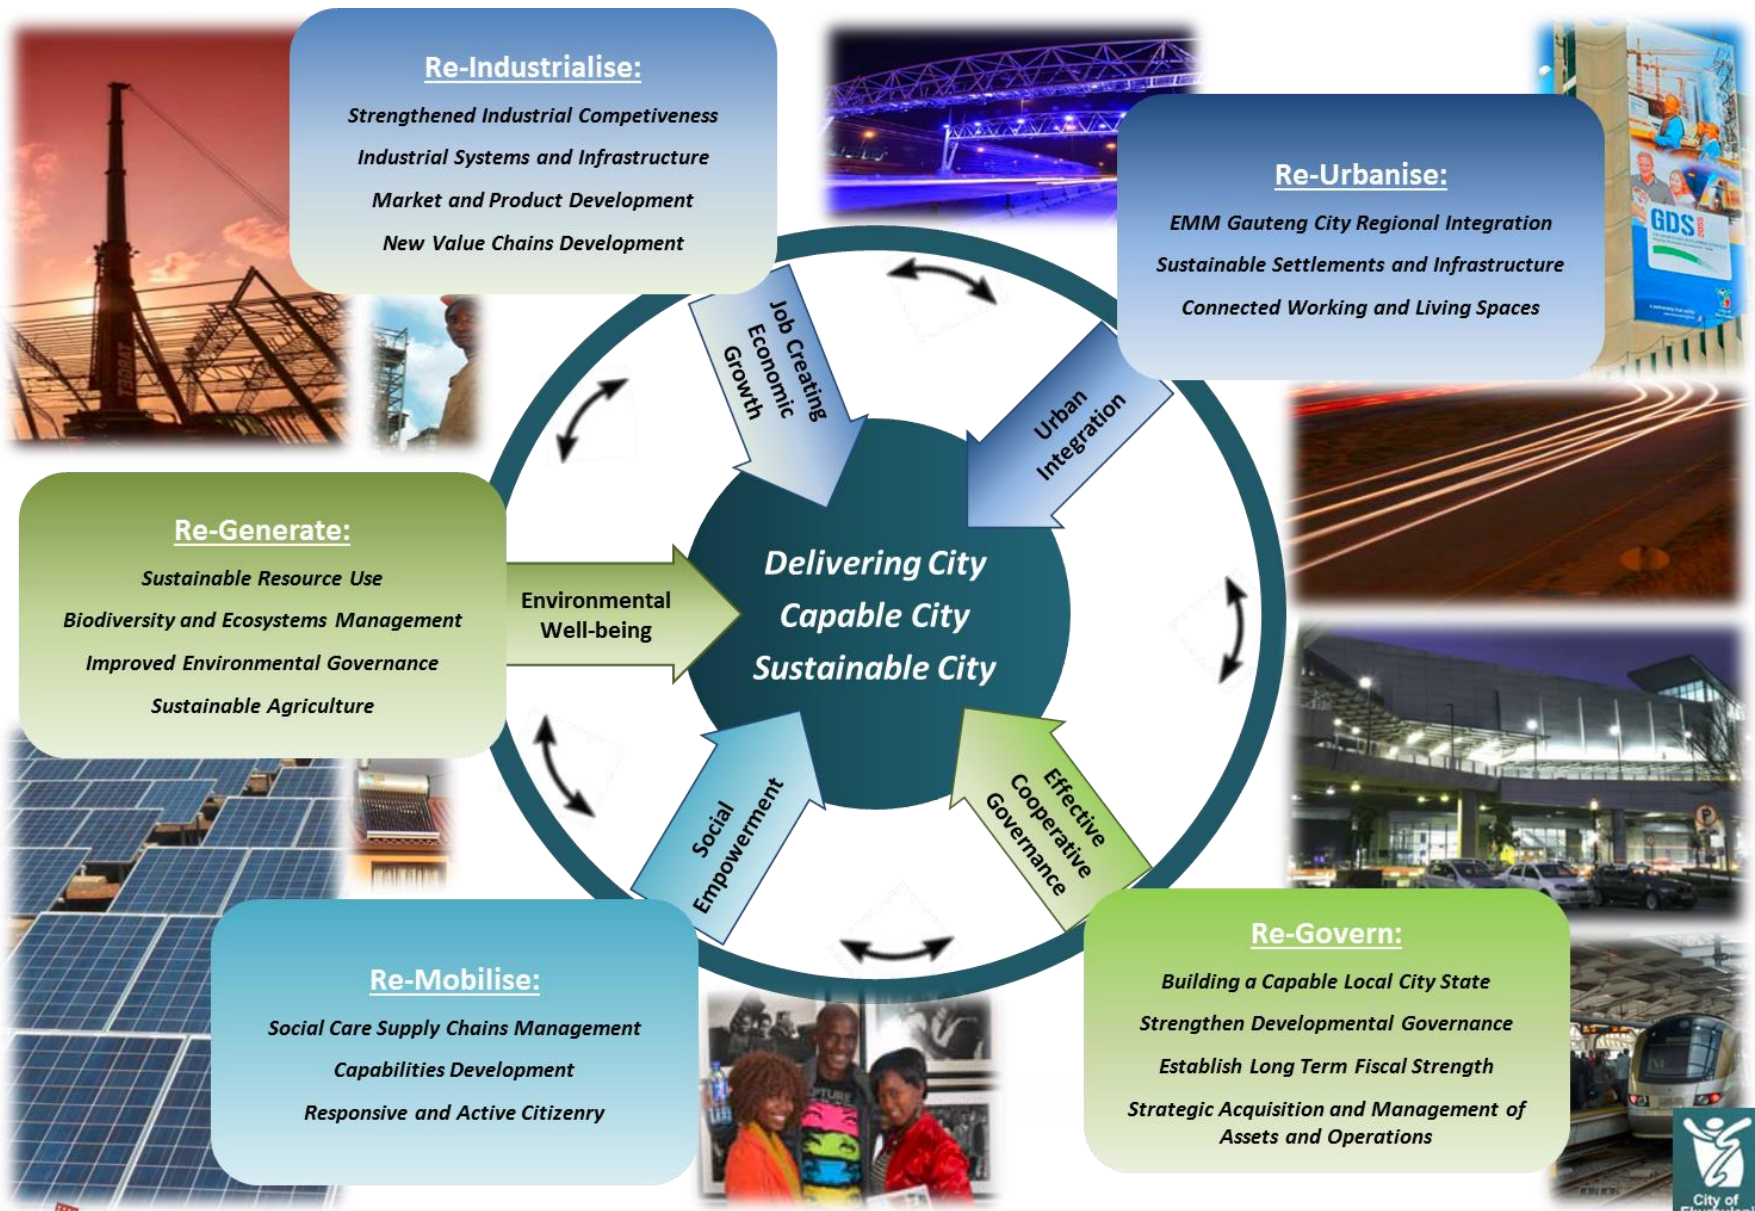 Re-Industrialise:
Strengthened Industrial Competiveness
Industrial Systems and Infrastructure
Market and Product Development
New Value Chains Development
Re-Urbanise:
EMM Gauteng City Regional Integration
Sustainable Settlements and Infrastructure
Connected Working and Living Spaces
GDS
2055
Job Creating
Economic
Growth
Urban
Integration
Re-Generate:
Sustainable Resource Use
Biodiversity and Ecosystems Management
Improved Environmental Governance
Sustainable Agriculture
Environmental
Well-being
Delivering City
Capable City
Sustainable City
Social
Empowerment
Effective
Cooperative
Governance
Re-Mobilise:
Social Care Supply Chains Management
Capabilities Development
Responsive and Active Citizenry
Re-Govern:
Building a Capable Local City State
Strengthen Developmental Governance
Establish Long Term Fiscal Strength
Strategic Acquisition and Management of
Assets and Operations
P
City of